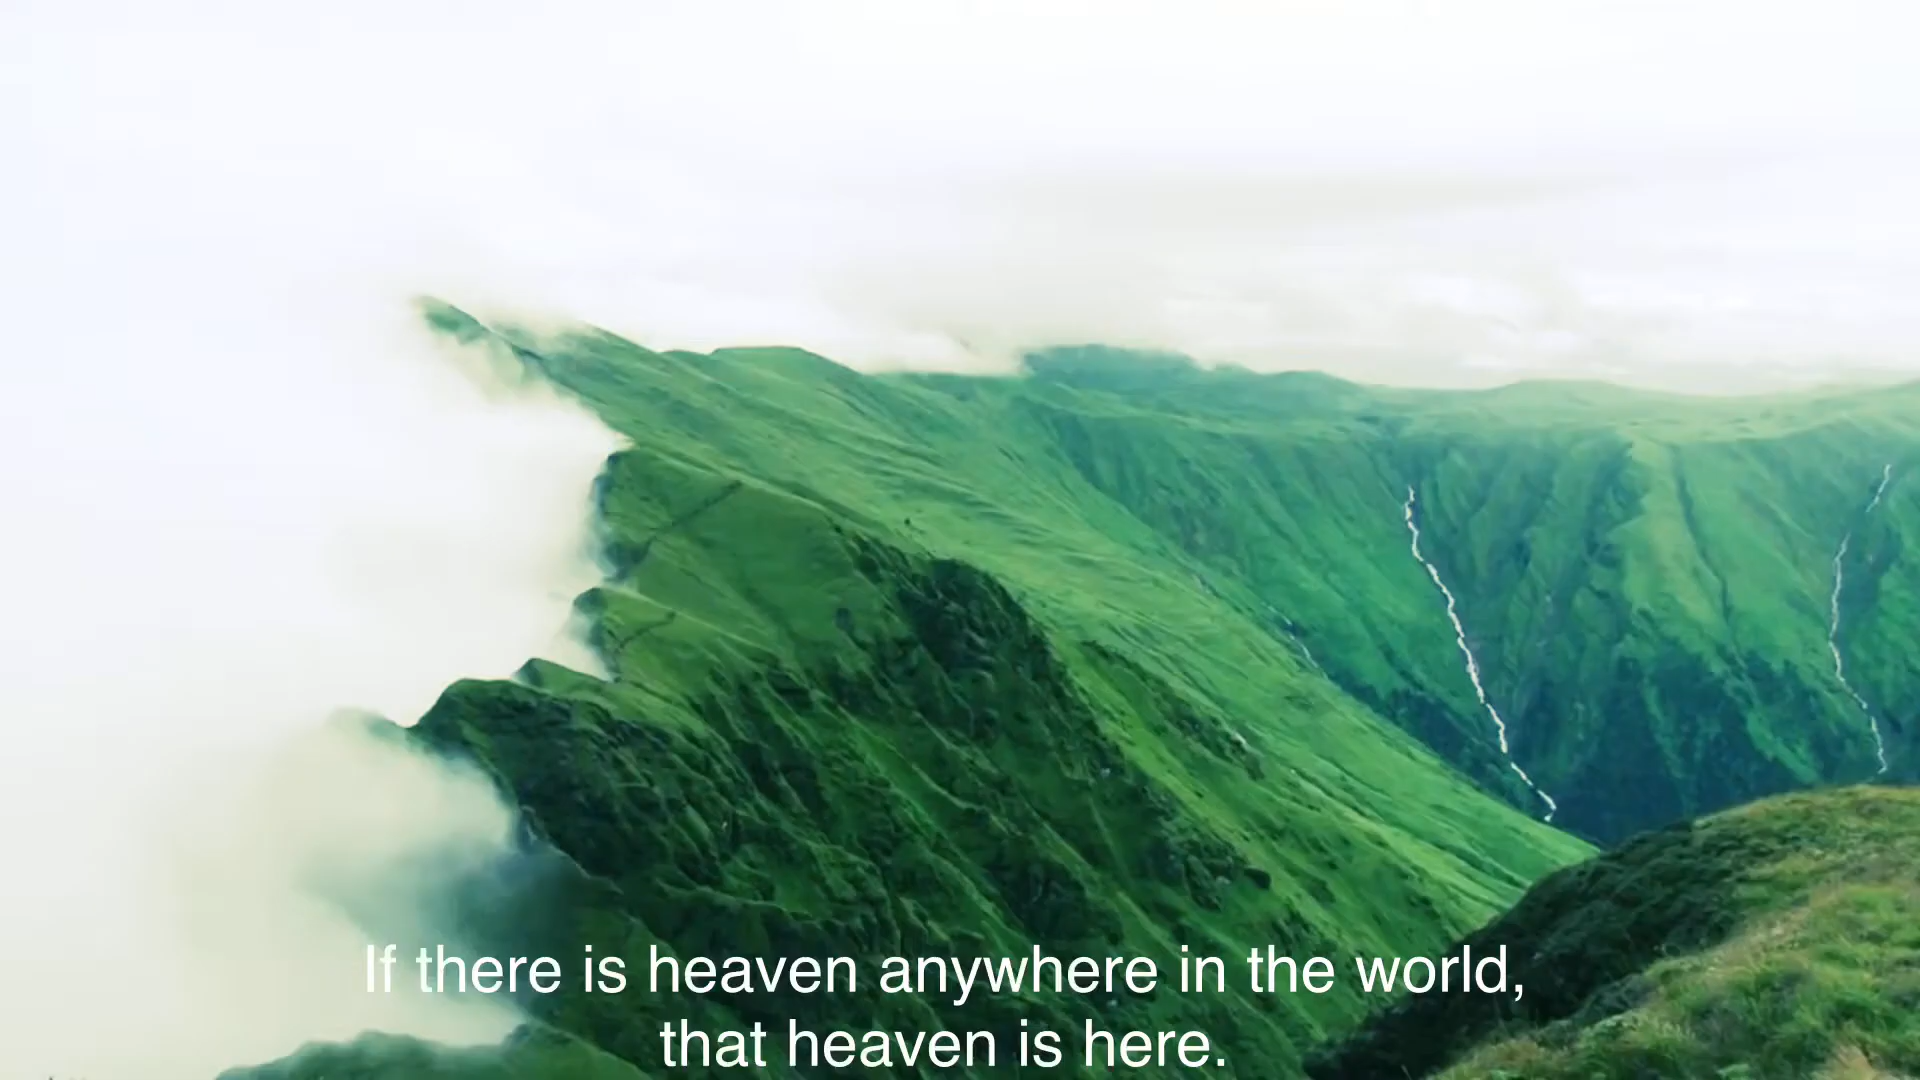 If there is heaven anywhere in the world,
that heaven is here.